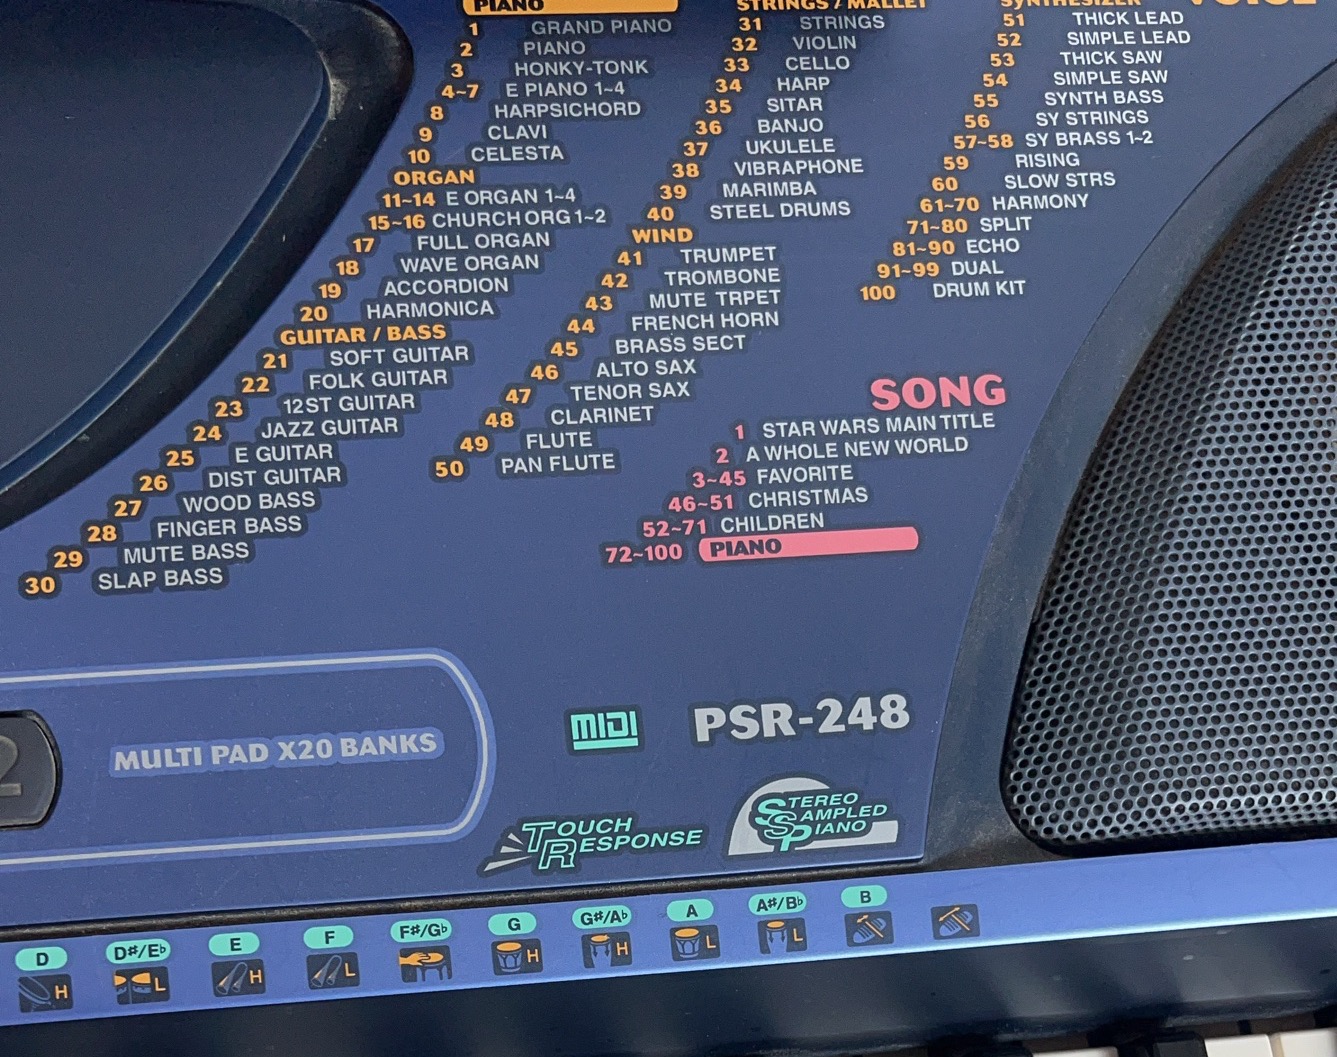 PIANO
1 GRAND PIANO
2 PIANO
3 HONKY-TONK
4~7 E PIANO 1~4
8 HARPSICHORD
9 CLAVI
10 CELESTA
ORGAN
11~14 E ORGAN 1~4
15~16 CHURCH ORG 1~2
17 FULL ORGAN
18 WAVE ORGAN
19 ACCORDION
20 HARMONICA
GUITAR / BASS
21 SOFT GUITAR
22 FOLK GUITAR
23 12ST GUITAR
24 JAZZ GUITAR
25 E GUITAR
26 DIST GUITAR
27 WOOD BASS
28 FINGER BASS
29 MUTE BASS
30 SLAP BASS
STRINGS / MALLET
31 STRINGS
32 VIOLIN
33 CELLO
34 HARP
35 SITAR
36 BANJO
37 UKULELE
38 VIBRAPHONE
39 MARIMBA
40 STEEL DRUMS
WIND
41 TRUMPET
42 TROMBONE
43 MUTE TRPET
44 FRENCH HORN
45 BRASS SECT
46 ALTO SAX
47 TENOR SAX
48 CLARINET
49 FLUTE
50 PAN FLUTE
SYNTHESIZER
VOICE
51 THICK LEAD
52 SIMPLE LEAD
53 THICK SAW
54 SIMPLE SAW
55 SYNTH BASS
56 SY STRINGS
57~58 SY BRASS 1~2
59 RISING
60 SLOW STRS
61~70 HARMONY
71~80 SPLIT
81~90 ECHO
91~99 DUAL
100 DRUM KIT
SONG
1 STAR WARS MAIN TITLE
2 A WHOLE NEW WORLD
3~45 FAVORITE
46~51 CHRISTMAS
52~71 CHILDREN
72~100 PIANO
2
MULTI PAD X20 BANKS
MIDI
PSR-248
TOUCH
RESPONSE
STEREO
SAMPLED
PIANO
D D#/E♭ E F F#/G♭ G G#/A♭ A A#/B♭ B
H L H L H H L L